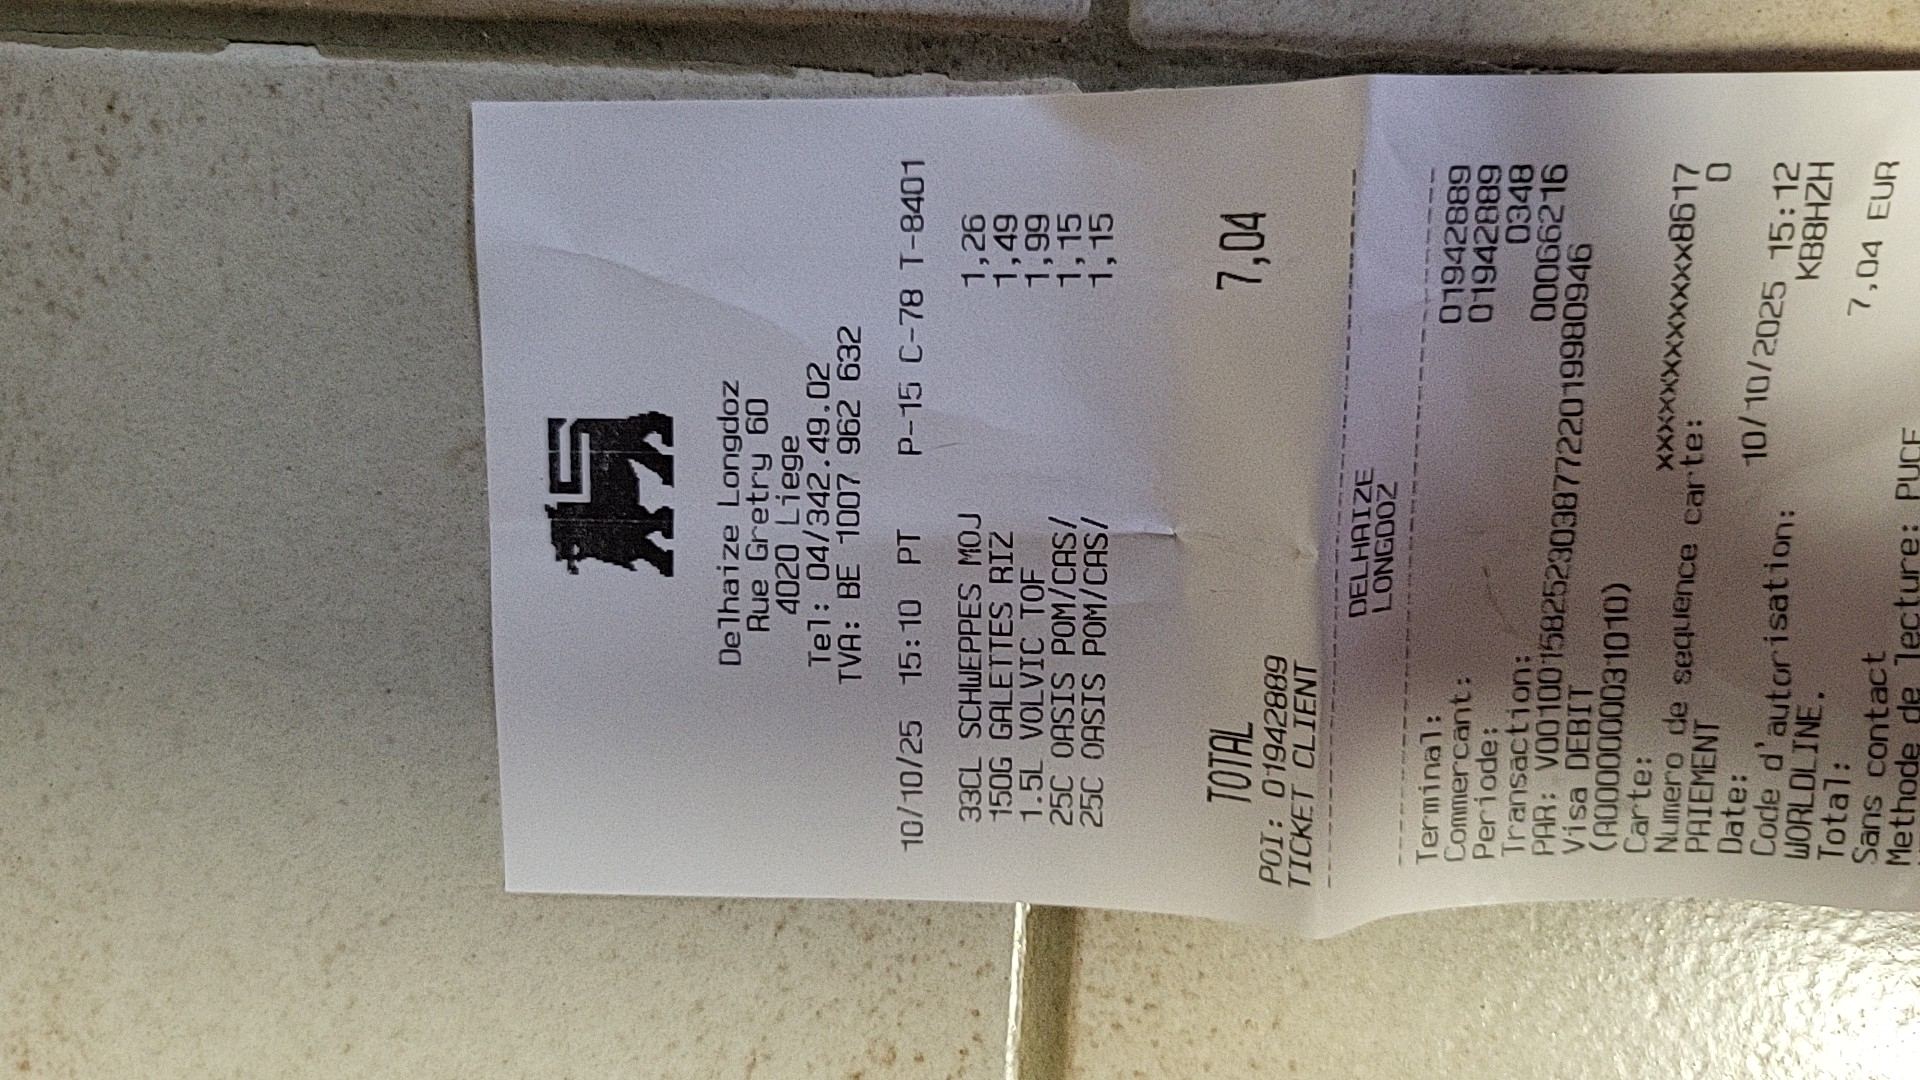 Delhaize Longdoz
Rue Gretry 60
4020 Liege
Tel: 04/342.49.02
TVA: BE 1007 962 632
10/10/25 15:10 PT P-15 C-78 T-8401
33CL SCHWEPPES MOJ 1,26
150G GALETTES RIZ 1,49
1.5L VOLVIC TOF 1,99
25C OASIS POM/CAS/ 1,15
25C OASIS POM/CAS/ 1,15
TOTAL 7,04
POI: 01942889
TICKET CLIENT
DELHAIZE
LONGDOZ
Terminal: 01942889
Commercant: 01942889
Periode: 0348
Transaction: 000662216
PAR: V0010015825230387722019980946
Visa DEBIT
(A0000000031010)
Carte: xxxxxxxxxxxxx8617
Numero de sequence carte: 0
PAIEMENT
Date: 10/10/2025 15:12
Code d'autorisation: KB8HZH
WORLDLINE.
Total: 7,04 EUR
Sans contact
Methode de lecture: PUCE